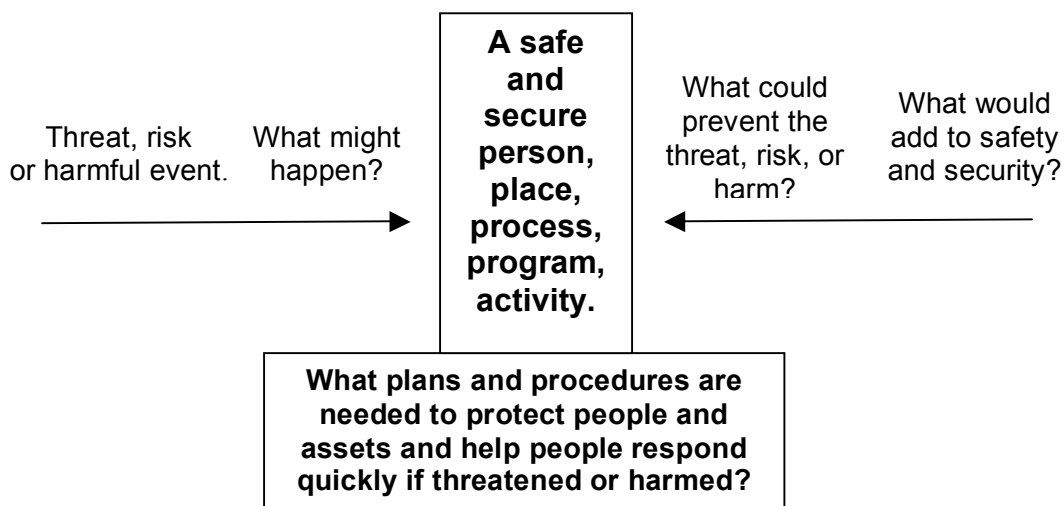 Threat, risk
or harmful event.
What might
happen?
A safe
and
secure
person,
place,
process,
program,
activity.
What could
prevent the
threat, risk, or
harm?
What would
add to safety
and security?
What plans and procedures are
needed to protect people and
assets and help people respond
quickly if threatened or harmed?